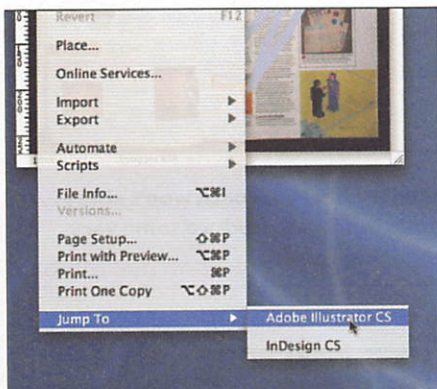 Revert F12
Place...
Online Services...
Import
Export
Automate
Scripts
File Info... ⌥⌘I
Versions...
Page Setup... ⇧⌘P
Print with Preview... ⌥⌘P
Print... ⌘P
Print One Copy ⌥⇧⌘P
Jump To
Adobe Illustrator CS
InDesign CS